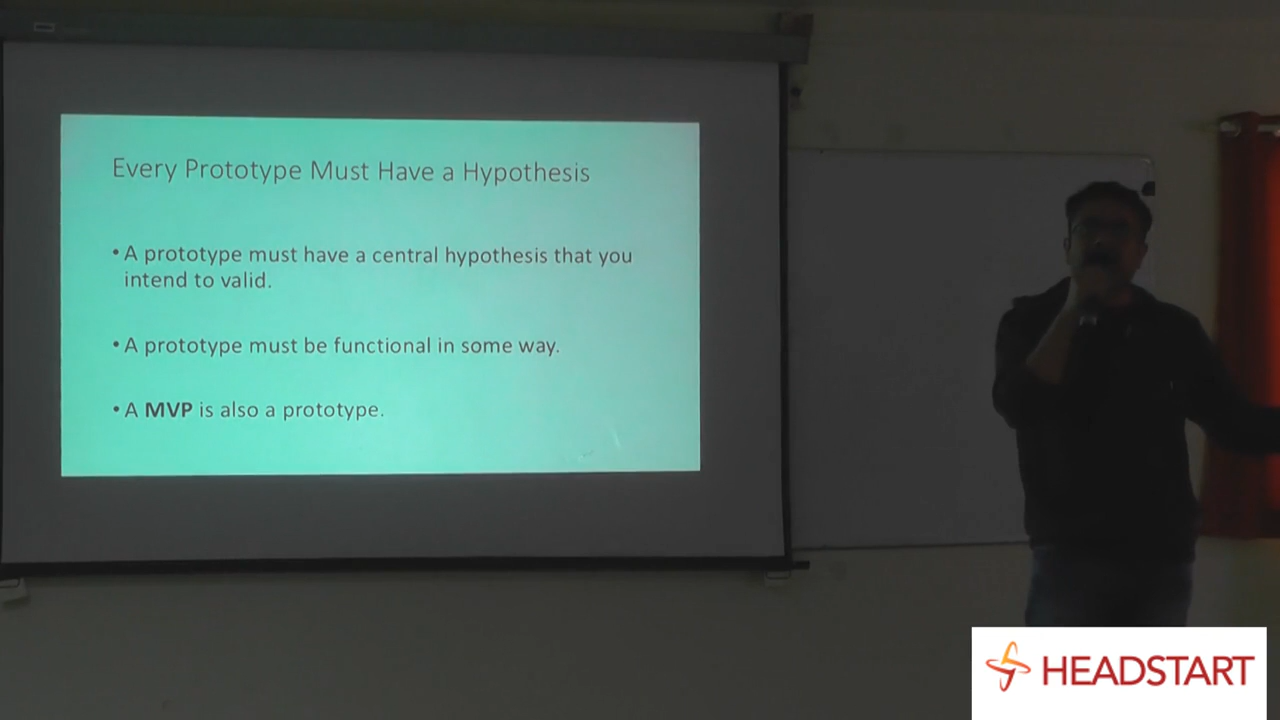 Every Prototype Must Have a Hypothesis
• A prototype must have a central hypothesis that you
intend to valid.
• A prototype must be functional in some way.
• A MVP is also a prototype.
HEADSTART